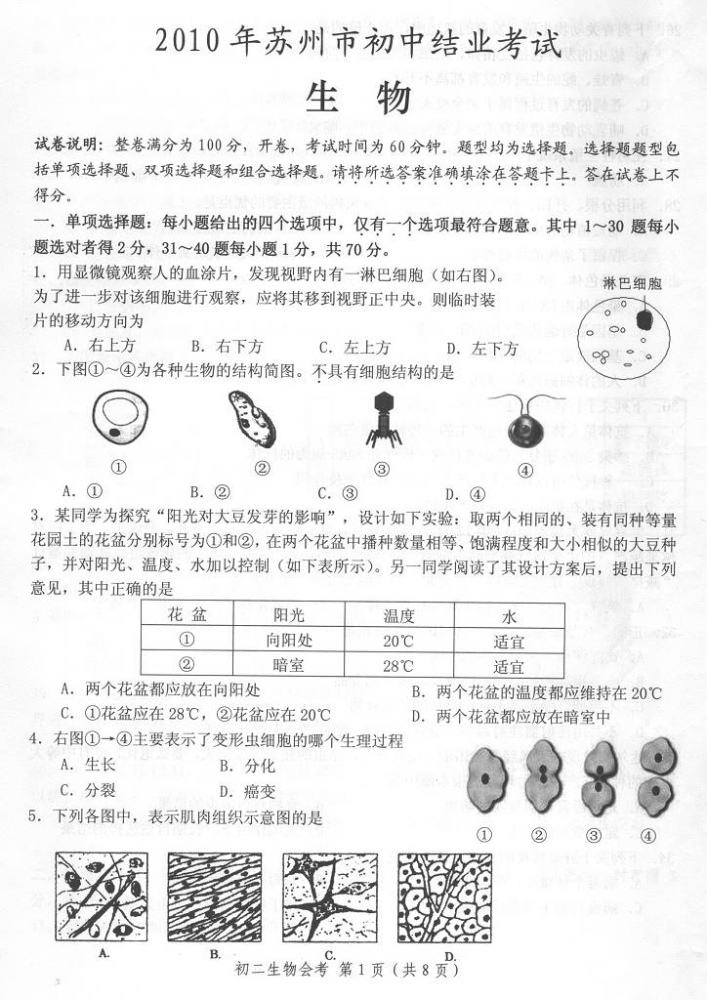 2010年苏州市初中结业考试
生 物
试卷说明：整卷满分为100分，开卷，考试时间为60分钟。题型均为选择题。选择题题型包
括单项选择题、双项选择题和组合选择题。请将所选答案准确填涂在答题卡上。答在试卷上不
得分。
一．单项选择题：每小题给出的四个选项中，仅有一个选项最符合题意。其中1～30题每小
题选对者得2分，31～40题每小题1分，共70分。
1．用显微镜观察人的血涂片，发现视野内有一淋巴细胞（如右图）。
为了进一步对该细胞进行观察，应将其移到视野正中央。则临时装
片的移动方向为
淋巴细胞
A．右上方 B．右下方 C．左上方 D．左下方
2．下图①～④为各种生物的结构简图。不具有细胞结构的是
① ② ③ ④
A．① B．② C．③ D．④
3．某同学为探究“阳光对大豆发芽的影响”，设计如下实验：取两个相同的、装有同种等量
花园土的花盆分别标号为①和②，在两个花盆中播种数量相等、饱满程度和大小相似的大豆种
子，并对阳光、温度、水加以控制（如下表所示）。另一同学阅读了其设计方案后，提出下列
意见，其中正确的是
花 盆 阳光 温度 水
① 向阳处 20℃ 适宜
② 暗室 28℃ 适宜
A．两个花盆都应放在向阳处 B．两个花盆的温度都应维持在20℃
C．①花盆应在28℃，②花盆应在20℃ D．两个花盆都应放在暗室中
4．右图①→④主要表示了变形虫细胞的哪个生理过程
A．生长 B．分化
C．分裂 D．癌变
① ② ③ ④
5．下列各图中，表示肌肉组织示意图的是
A. B. C. D.
初二生物会考 第1页（共8页）